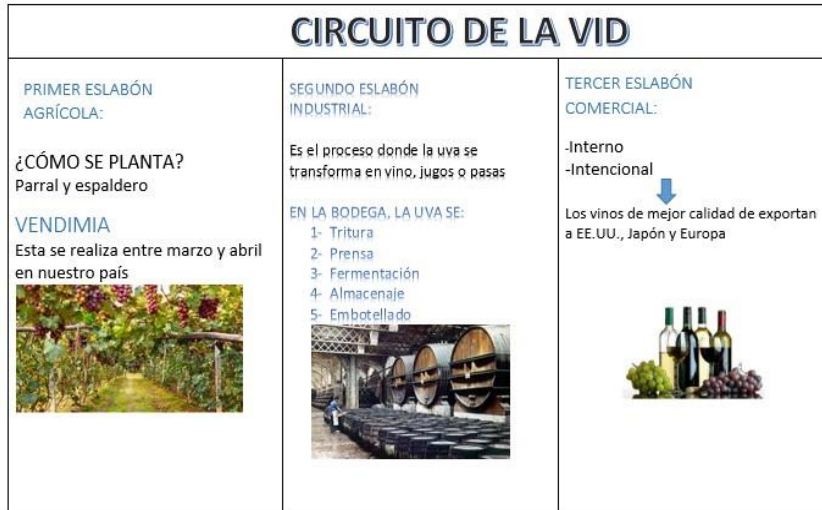 CIRCUITO DE LA VID
PRIMER ESLABÓN
AGRÍCOLA:
¿CÓMO SE PLANTA?
Parral y espaldero
VENDIMIA
Esta se realiza entre marzo y abril
en nuestro país
SEGUNDO ESLABÓN
INDUSTRIAL:
Es el proceso donde la uva se
transforma en vino, jugos o pasas
EN LA BODEGA, LA UVA SE:
1- Tritura
2- Prensa
3- Fermentación
4- Almacenaje
5- Embotellado
TERCER ESLABÓN
COMERCIAL:
-Interno
-Intencional
Los vinos de mejor calidad de exportan
a EE.UU., Japón y Europa